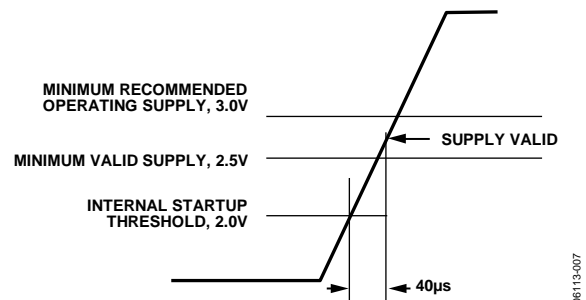 MINIMUM RECOMMENDED
OPERATING SUPPLY, 3.0V
SUPPLY VALID
MINIMUM VALID SUPPLY, 2.5V
INTERNAL STARTUP
THRESHOLD, 2.0V
40µs
06113-007